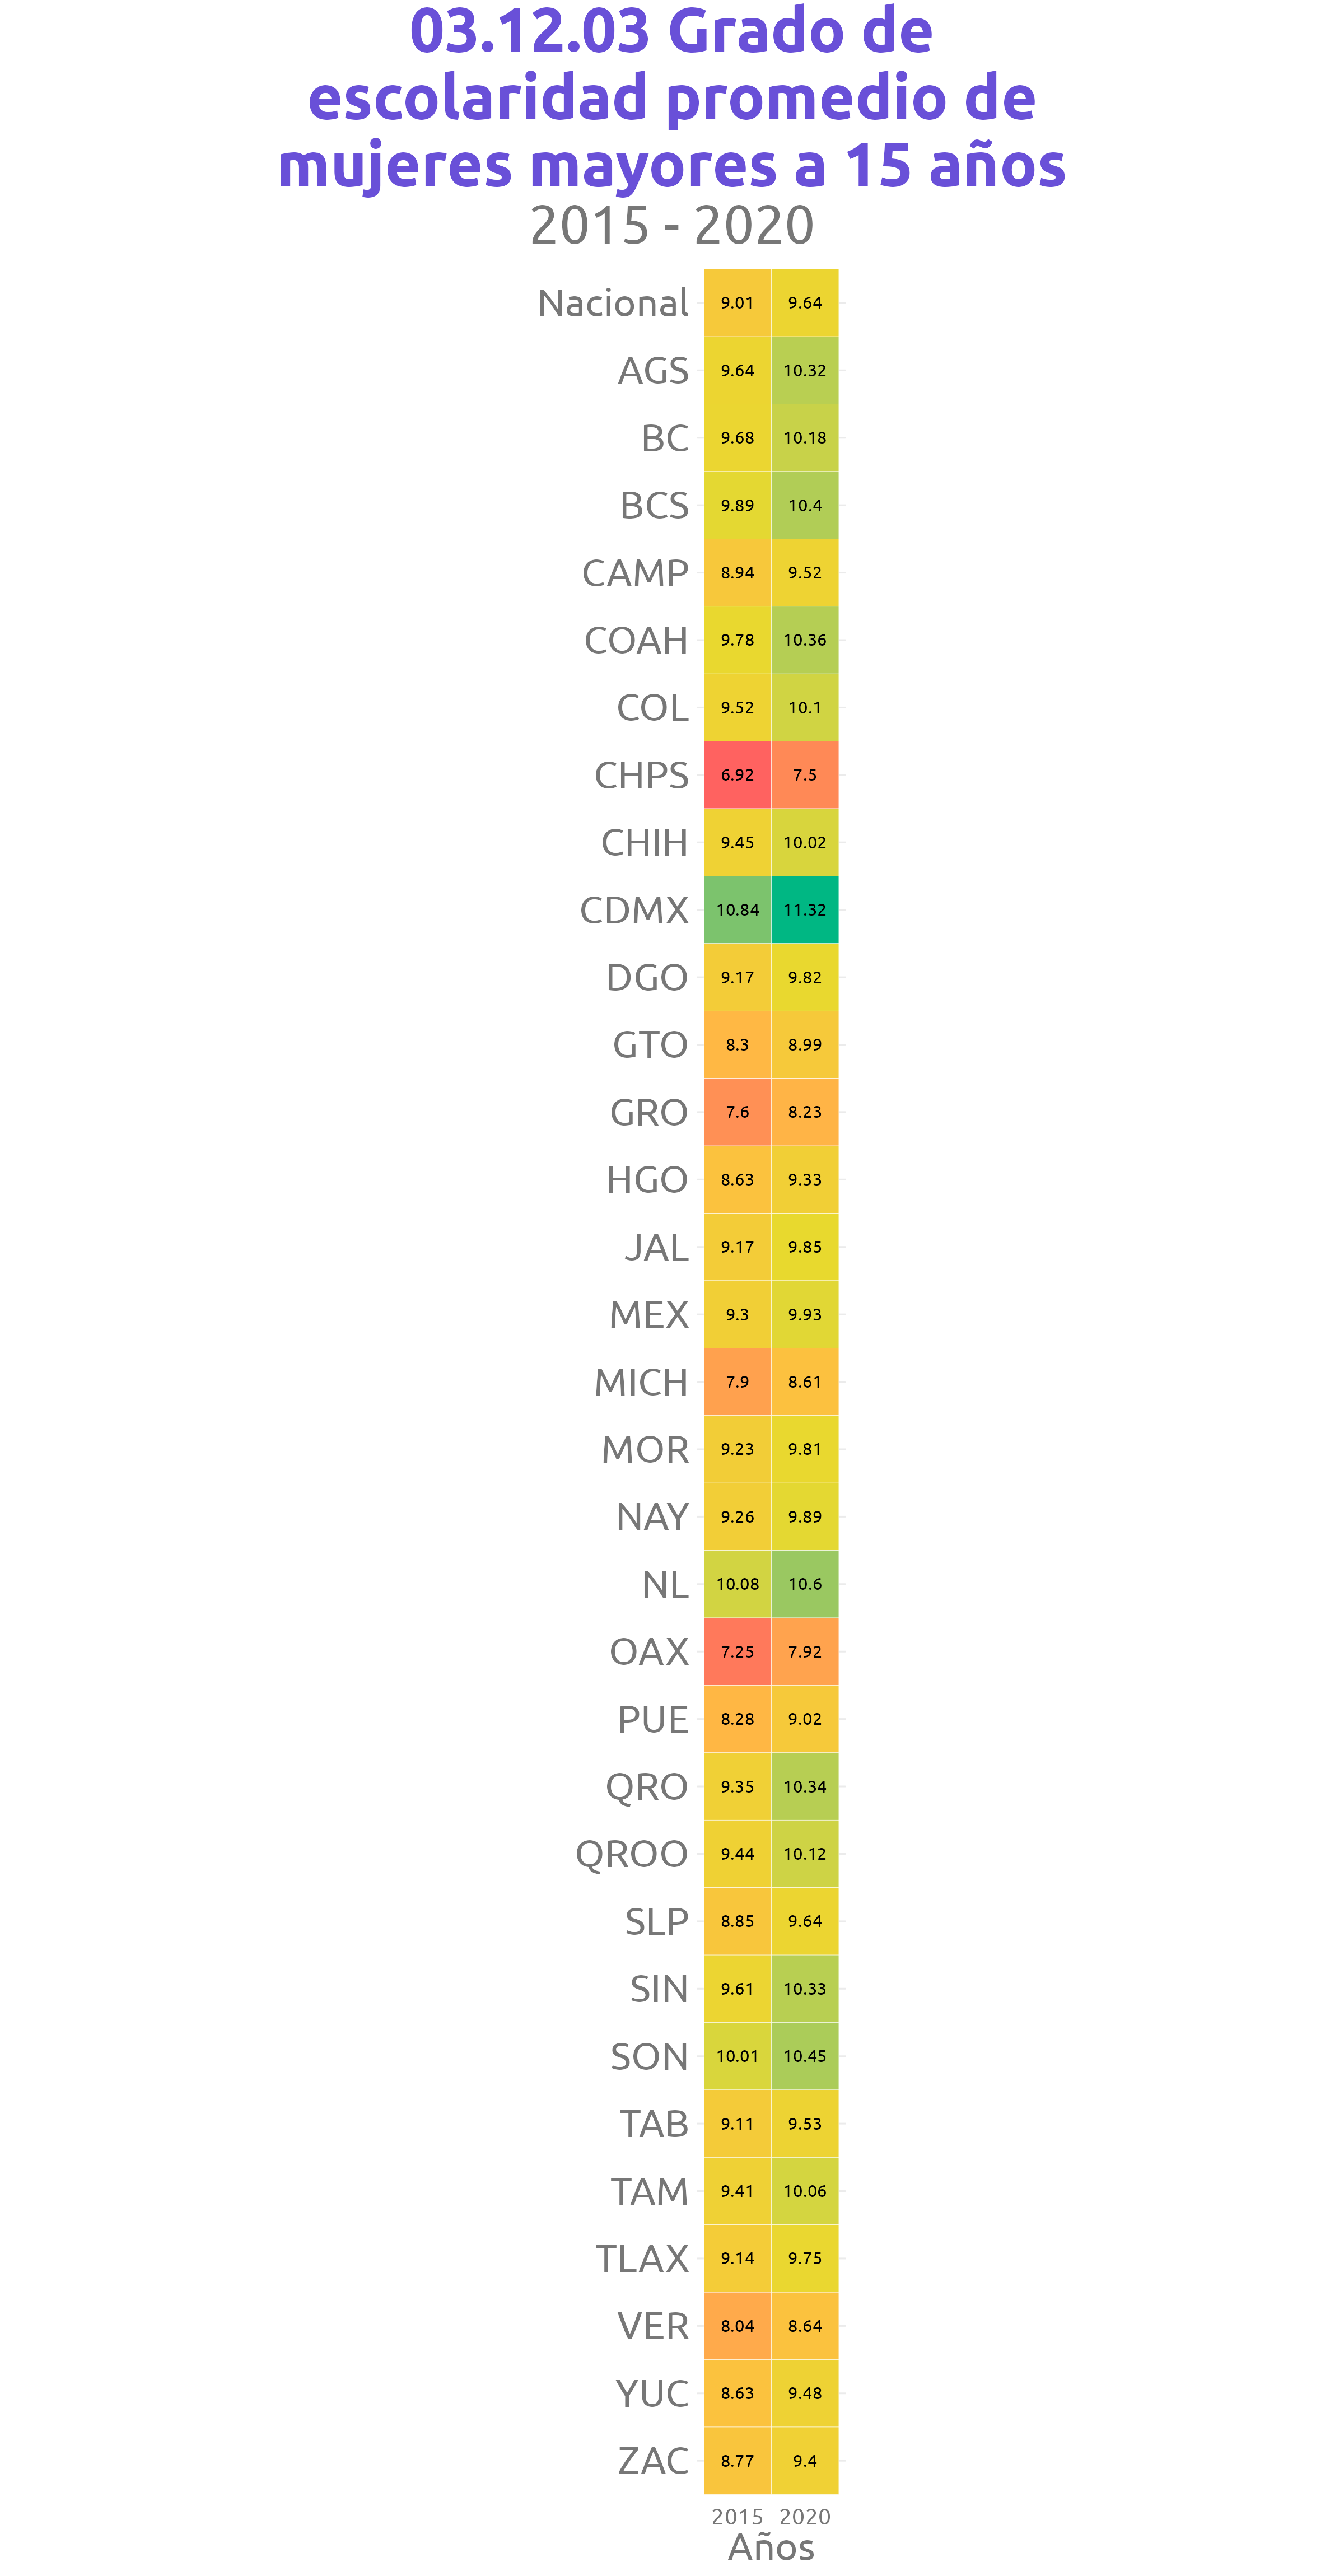 03.12.03 Grado de
escolaridad promedio de
mujeres mayores a 15 años
2015 - 2020
Nacional 9.01 9.64
AGS 9.64 10.32
BC 9.68 10.18
BCS 9.89 10.4
CAMP 8.94 9.52
COAH 9.78 10.36
COL 9.52 10.1
CHPS 6.92 7.5
CHIH 9.45 10.02
CDMX 10.84 11.32
DGO 9.17 9.82
GTO 8.3 8.99
GRO 7.6 8.23
HGO 8.63 9.33
JAL 9.17 9.85
MEX 9.3 9.93
MICH 7.9 8.61
MOR 9.23 9.81
NAY 9.26 9.89
NL 10.08 10.6
OAX 7.25 7.92
PUE 8.28 9.02
QRO 9.35 10.34
QROO 9.44 10.12
SLP 8.85 9.64
SIN 9.61 10.33
SON 10.01 10.45
TAB 9.11 9.53
TAM 9.41 10.06
TLAX 9.14 9.75
VER 8.04 8.64
YUC 8.63 9.48
ZAC 8.77 9.4
2015 2020
Años